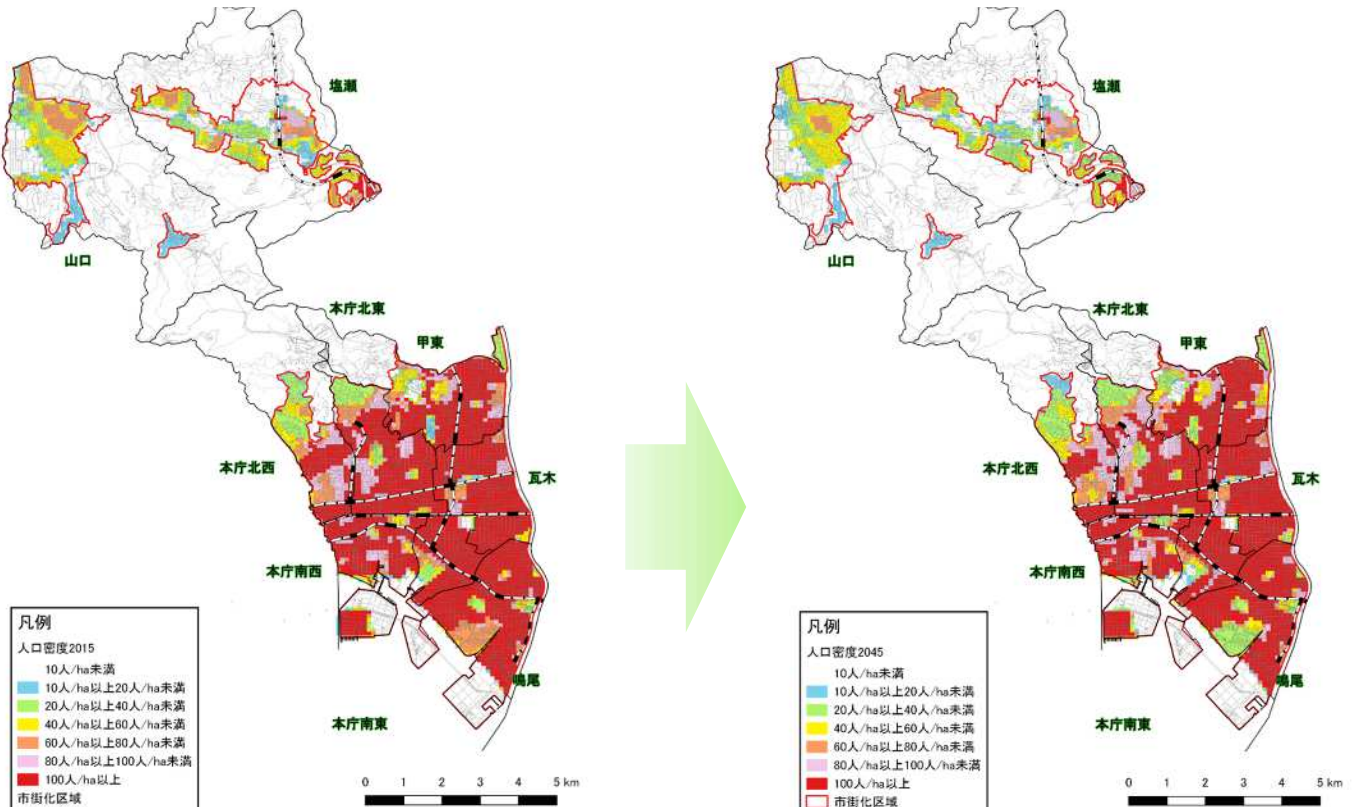 塩瀬
山口
本庁北東
甲東
本庁北西
瓦木
本庁南西
鳴尾
本庁南東
凡例
人口密度2015
10人/ha未満
10人/ha以上20人/ha未満
20人/ha以上40人/ha未満
40人/ha以上60人/ha未満
60人/ha以上80人/ha未満
80人/ha以上100人/ha未満
100人/ha以上
市街化区域
0 1 2 3 4 5 km
塩瀬
山口
本庁北東
甲東
本庁北西
瓦木
本庁南西
鳴尾
本庁南東
凡例
人口密度2045
10人/ha未満
10人/ha以上20人/ha未満
20人/ha以上40人/ha未満
40人/ha以上60人/ha未満
60人/ha以上80人/ha未満
80人/ha以上100人/ha未満
100人/ha以上
市街化区域
0 1 2 3 4 5 km